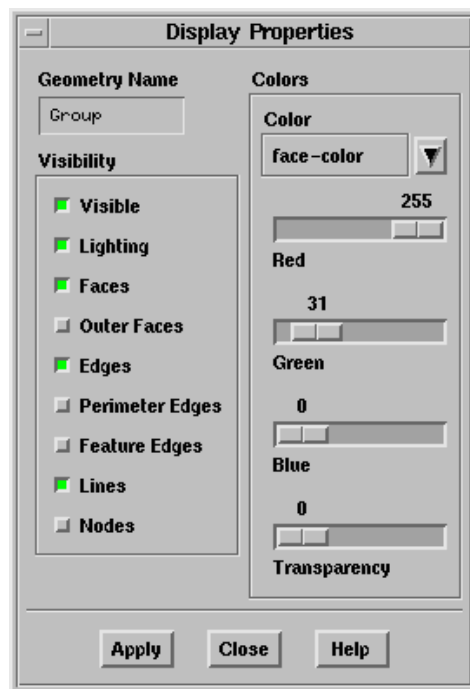 Display Properties
Geometry Name
Group
Visibility
Visible
Lighting
Faces
Outer Faces
Edges
Perimeter Edges
Feature Edges
Lines
Nodes
Colors
Color
face-color
255
Red
31
Green
0
Blue
0
Transparency
Apply
Close
Help